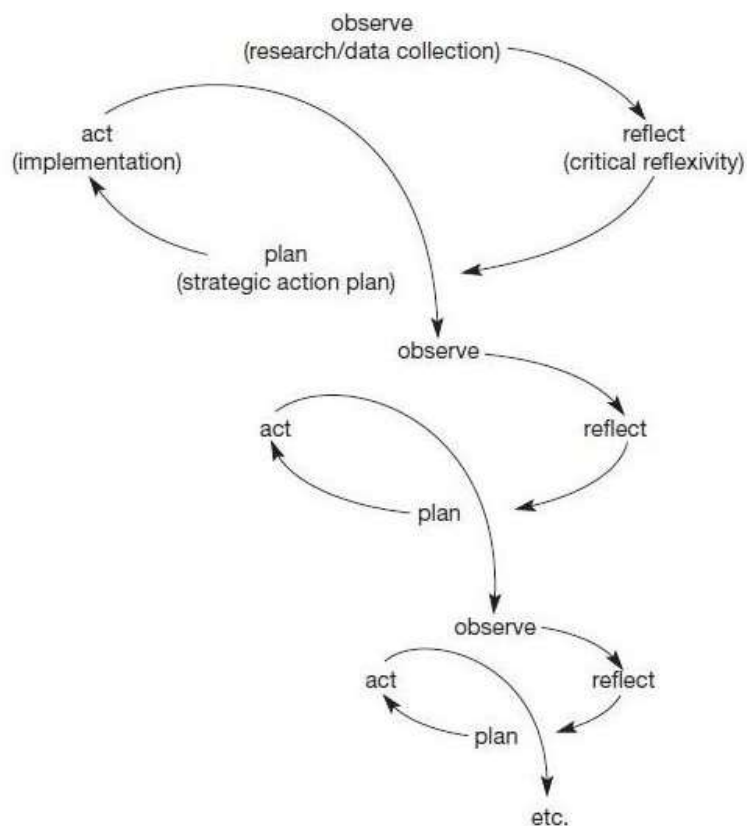 observe
(research/data collection)
act
(implementation)
reflect
(critical reflexivity)
plan
(strategic action plan)
observe
act
reflect
plan
observe
act
reflect
plan
etc.